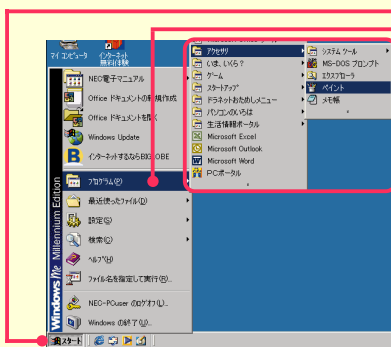 マイ コンピュータ
インターネット
無料体験
NEC電子マニュアル
Office ドキュメントの新規作成
Office ドキュメントを開く
Windows Update
インターネットするならBIGLOBE
プログラム(P)
最近使ったファイル(D)
設定(S)
検索(C)
ヘルプ(H)
ファイル名を指定して実行(R)...
NEC-PCuser のログオフ(L)...
Windows の終了(U)...
Windows Me Millennium Edition
スタート
アクセサリ
いま、いくら?
ゲーム
スタートアップ
ドラネットおためしメニュー
パソコンのいろは
生活情報ポータル
Microsoft Excel
Microsoft Outlook
Microsoft Word
PCポータル
システム ツール
MS-DOS プロンプト
エクスプローラ
ペイント
メモ帳